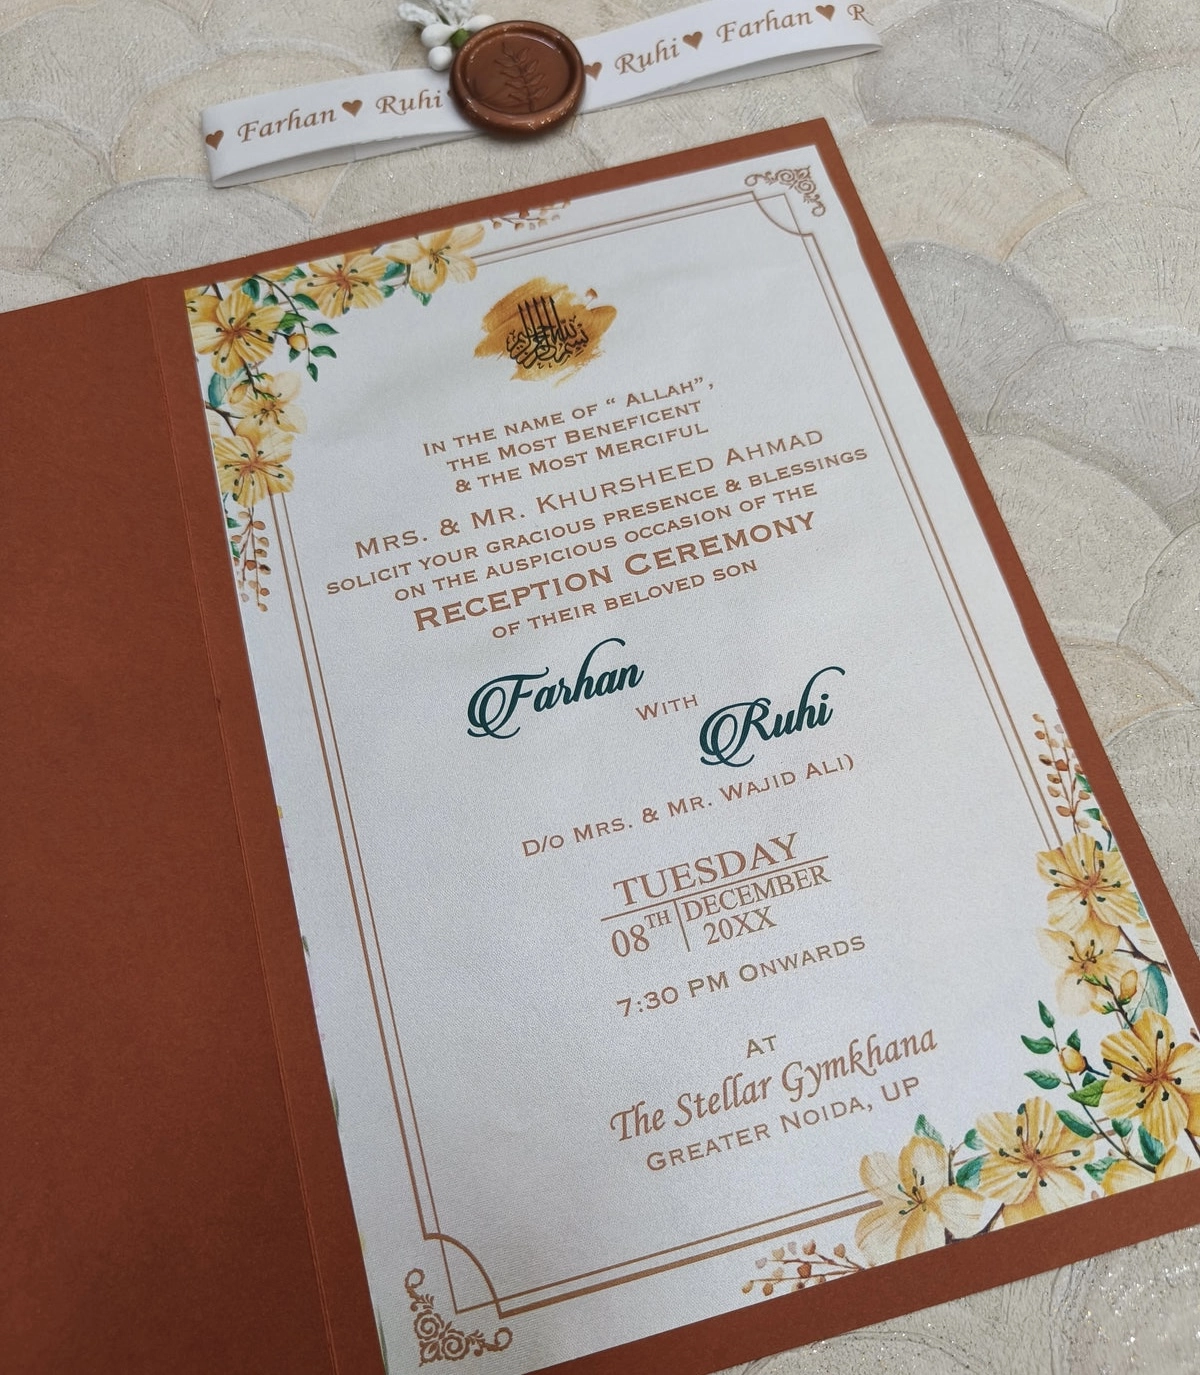 ♥ Farhan ♥ Ruhi
♥ Ruhi ♥ Farhan ♥ R
IN THE NAME OF “ ALLAH”,
THE MOST BENEFICENT
& THE MOST MERCIFUL
MRS. & MR. KHURSHEED AHMAD
SOLICIT YOUR GRACIOUS PRESENCE & BLESSINGS
ON THE AUSPICIOUS OCCASION OF THE
RECEPTION CEREMONY
OF THEIR BELOVED SON
Farhan
WITH
Ruhi
D/O MRS. & MR. WAJID ALI)
TUESDAY
08TH DECEMBER
20XX
7:30 PM ONWARDS
AT
The Stellar Gymkhana
GREATER NOIDA, UP